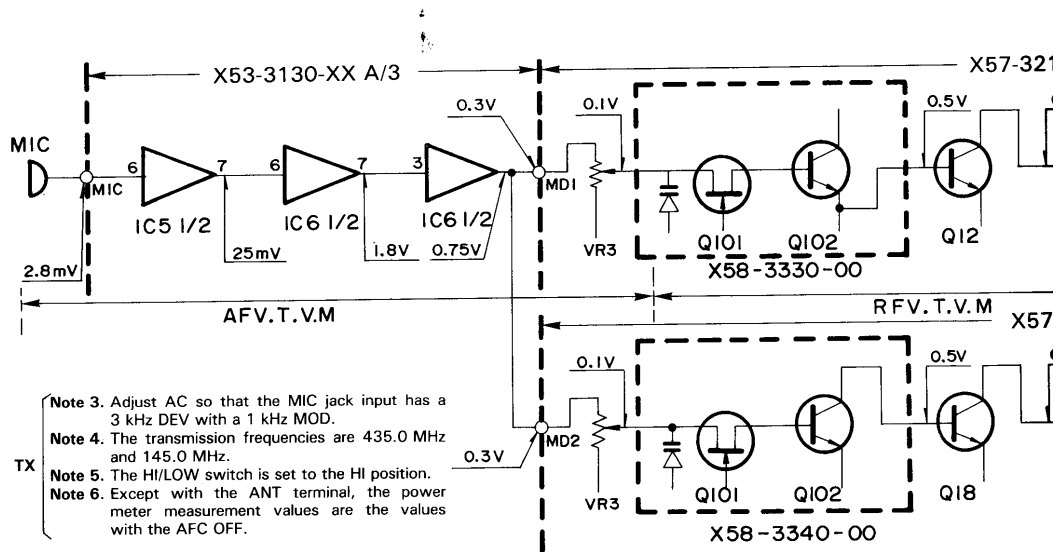 X53-3130-XX A/3
X57-321
0.3V
0.1V
0.5V
MIC
6
7
6
7
3
MIC
MD1
IC5 1/2
IC6 1/2
IC6 1/2
VR3
Q101
Q102
Q12
2.8mV
25mV
1.8V
0.75V
X58-3330-00
AFV.T.V.M
RFV.T.V.M
X57
0.1V
0.5V
TX
Note 3. Adjust AC so that the MIC jack input has a
3 kHz DEV with a 1 kHz MOD.
Note 4. The transmission frequencies are 435.0 MHz
and 145.0 MHz.
Note 5. The HI/LOW switch is set to the HI position.
Note 6. Except with the ANT terminal, the power
meter measurement values are the values
with the AFC OFF.
0.3V
MD2
VR3
Q101
Q102
Q18
X58-3340-00